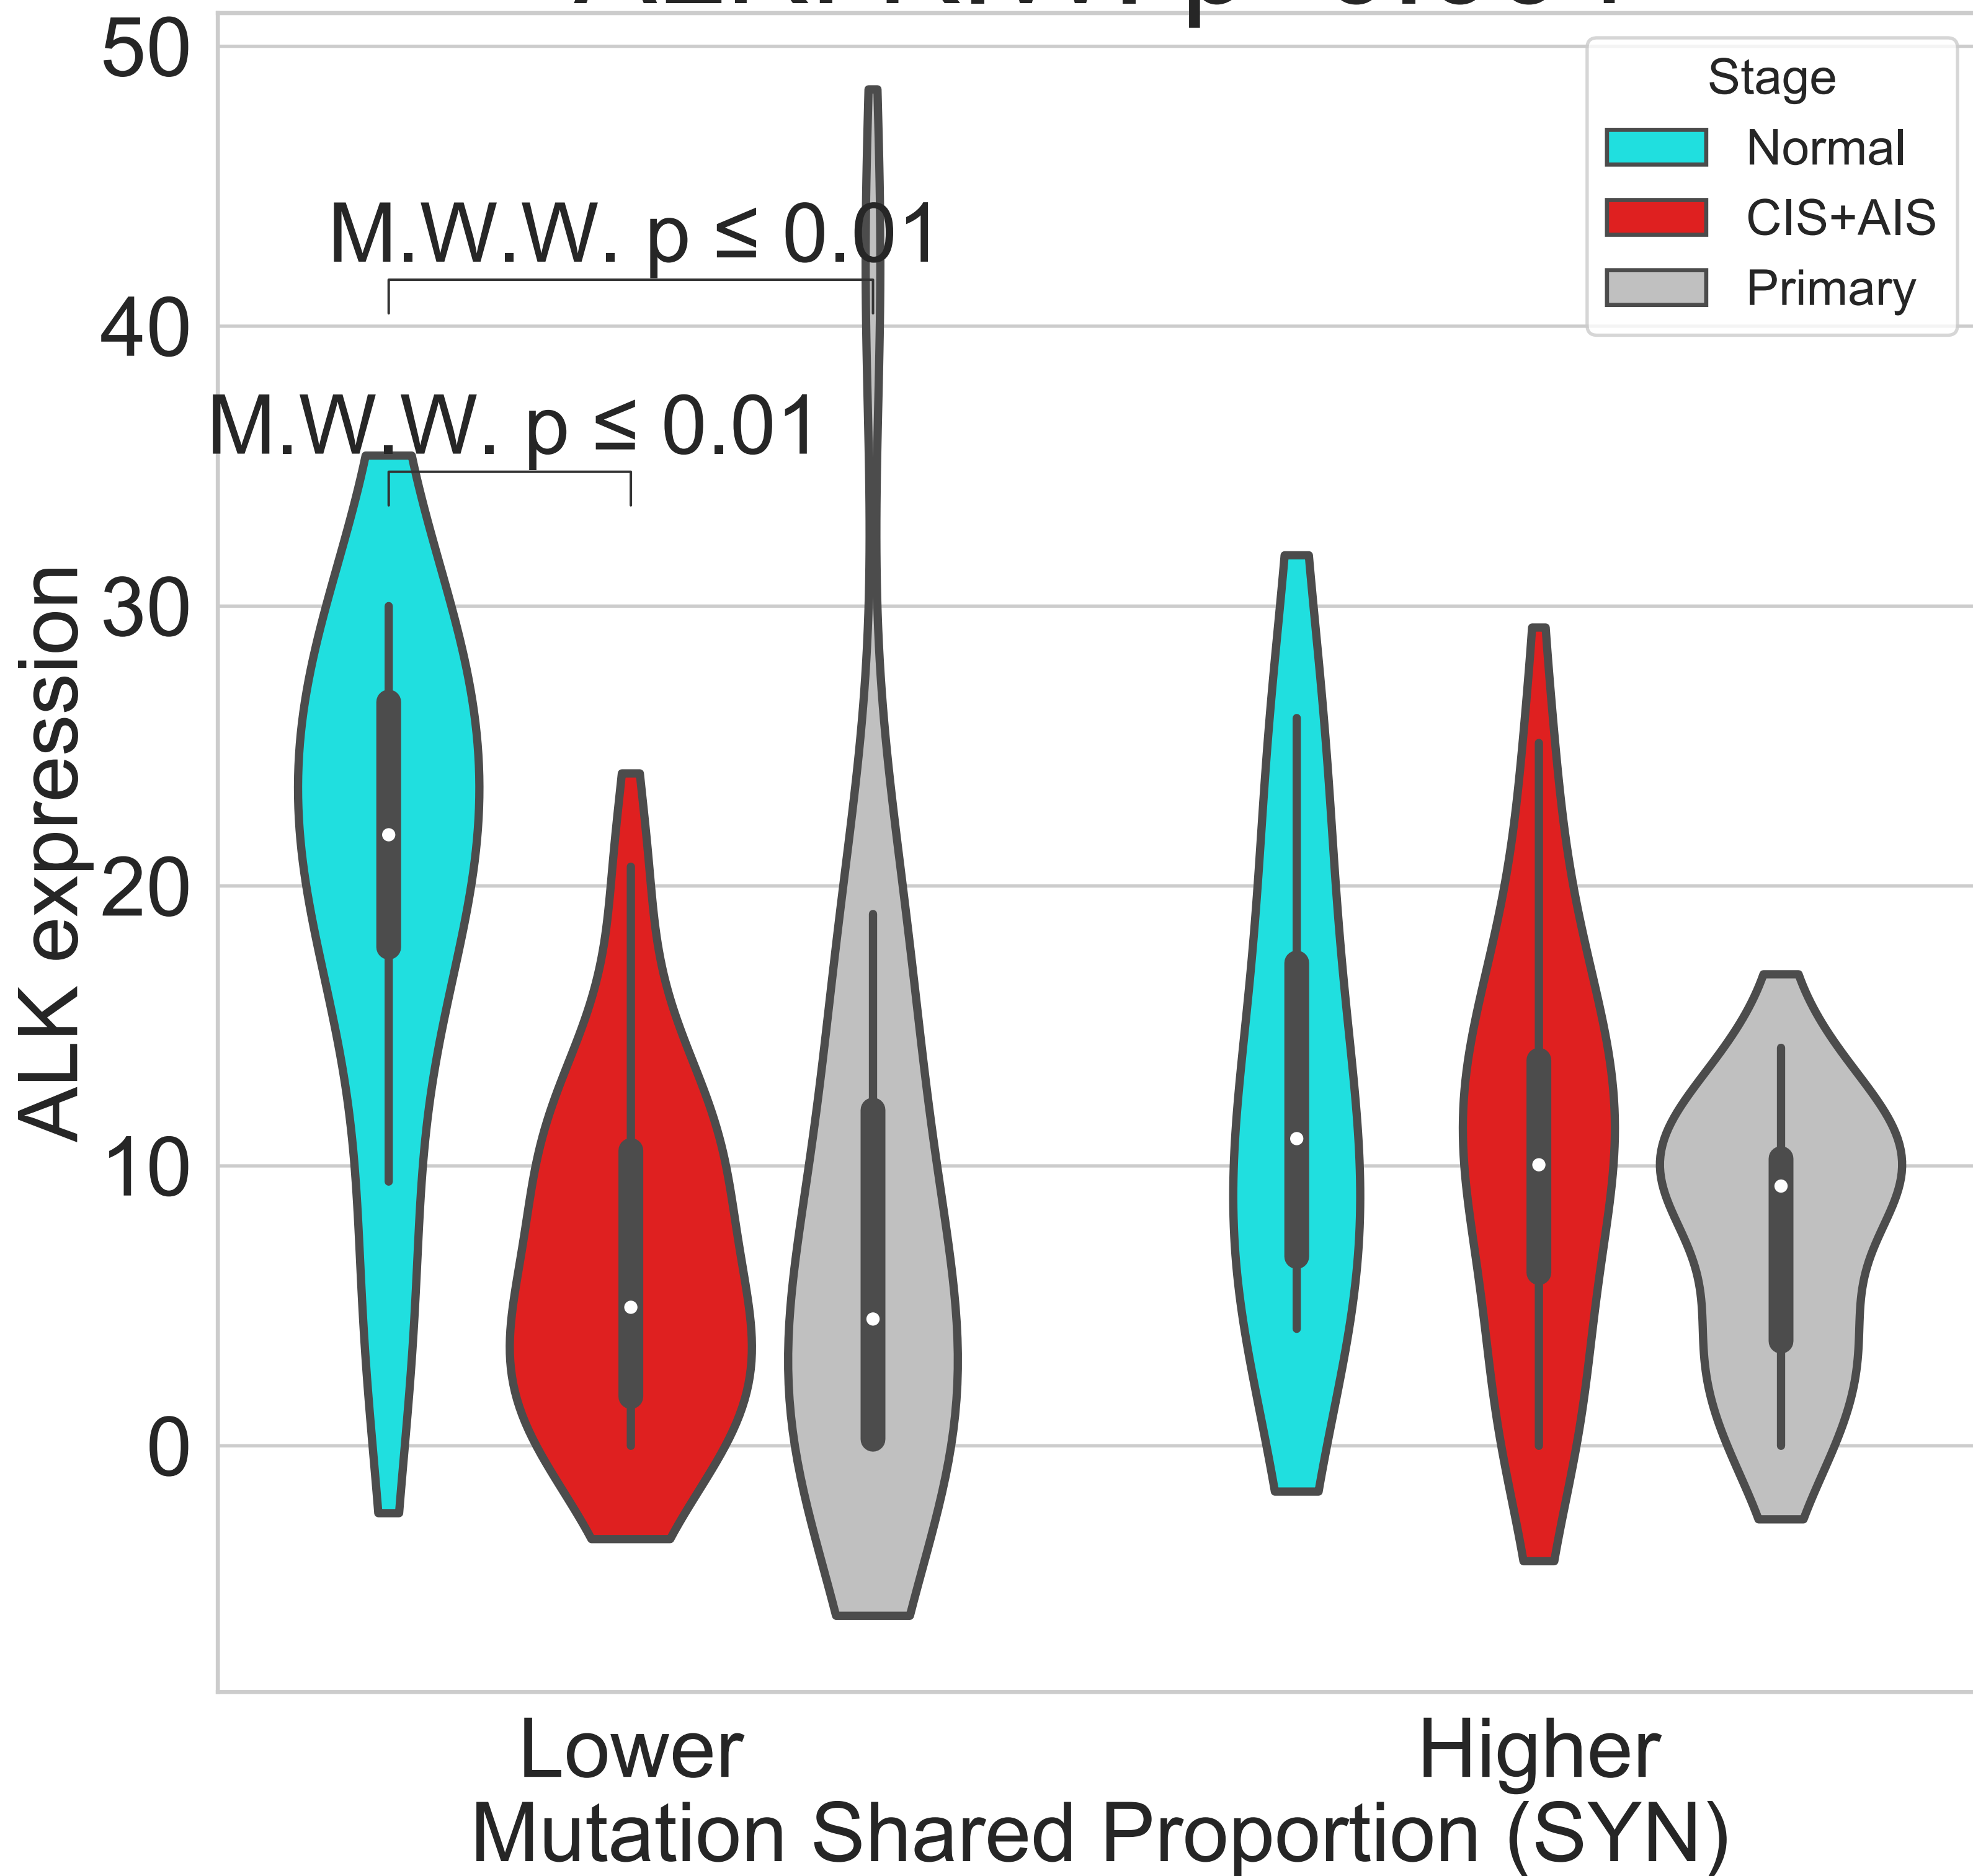 50
Stage
Normal
CIS+AIS
Primary
M.W.W. p ≤ 0.01
40
M.W.W. p ≤ 0.01
30
20
10
0
ALK expression
Lower
Higher
Mutation Shared Proportion (SYN)